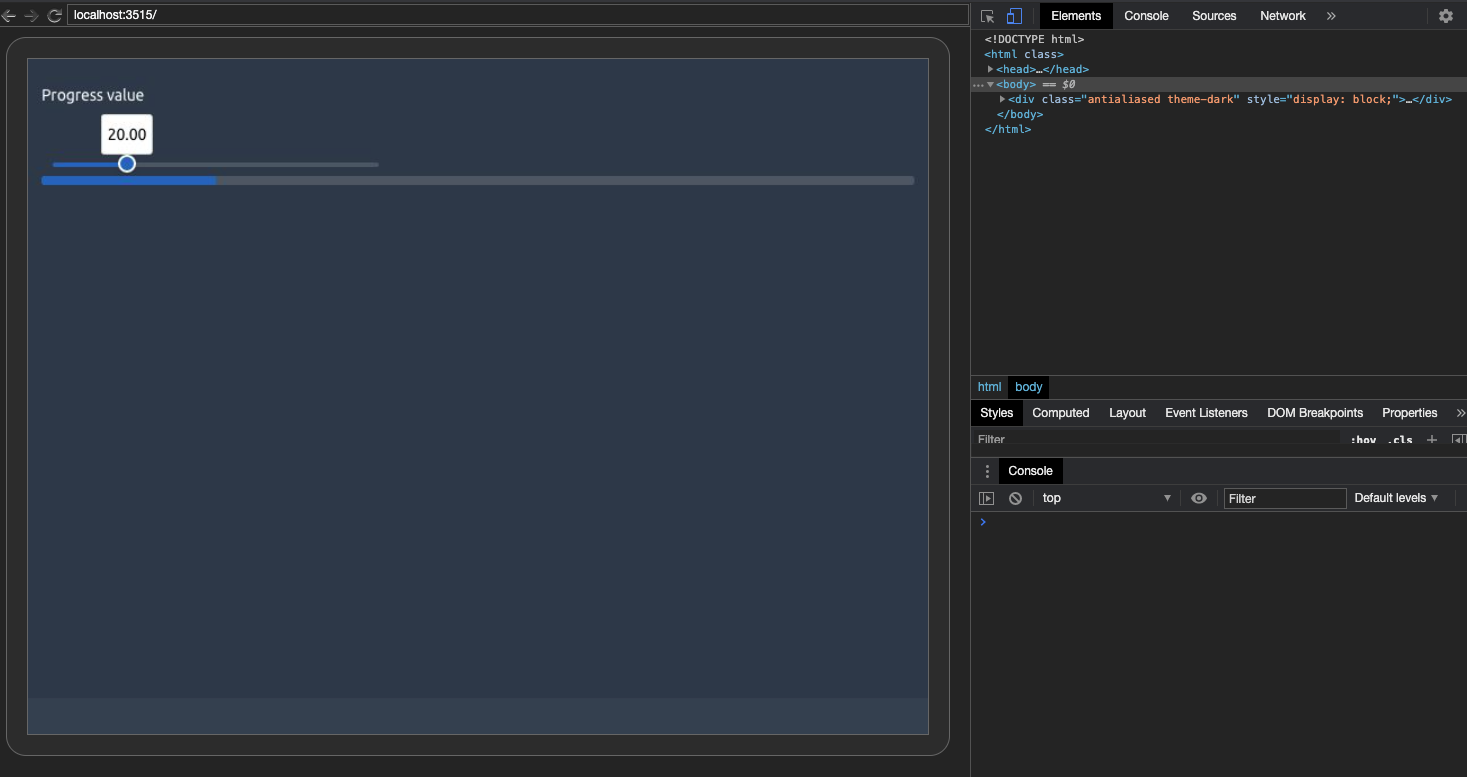 localhost:3515/
Progress value
20.00
Elements Console Sources Network »
<!DOCTYPE html>
<html class>
<head>…</head>
<body> == $0
<div class="antialiased theme-dark" style="display: block;">…</div>
</body>
</html>
html body
Styles Computed Layout Event Listeners DOM Breakpoints Properties »
Filter :hov .cls +
Console
top Filter Default levels
>